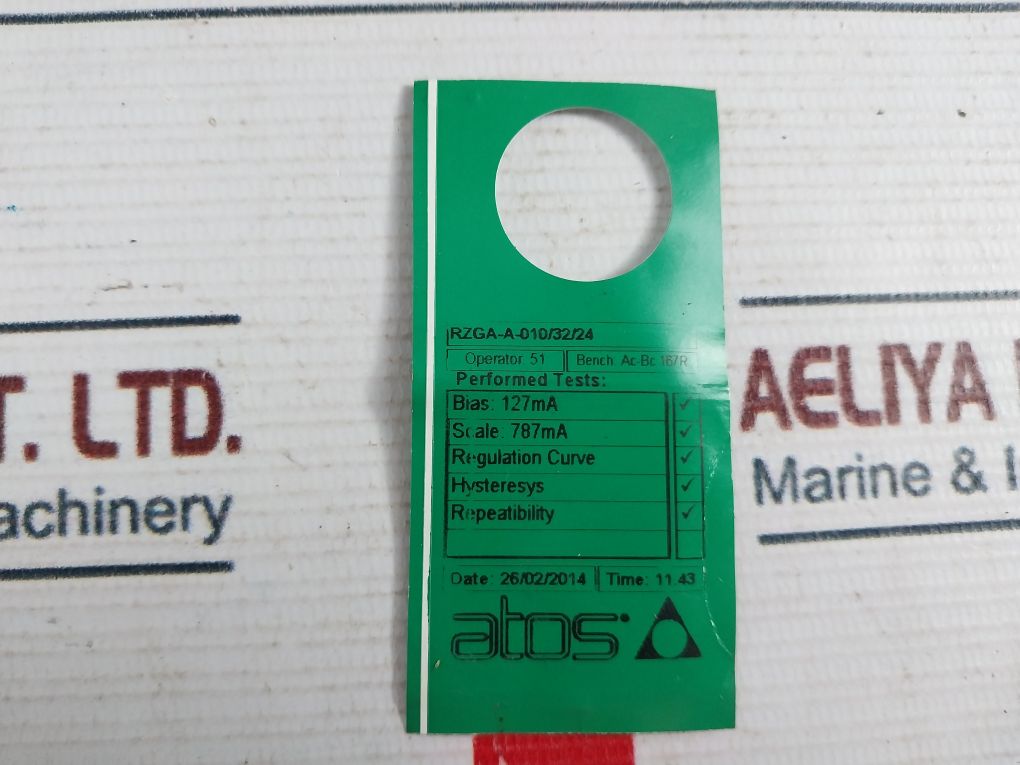 RZGA-A-010/32/24
Operator: 51 Bench: Ac-Bc 167R
Performed Tests:
Bias: 127mA ✓
Scale: 787mA ✓
Regulation Curve ✓
Hysteresys ✓
Repeatibility ✓
Date: 26/02/2014 Time: 11.43
atos
T. LTD.
achinery
AELIYA
Marine & I